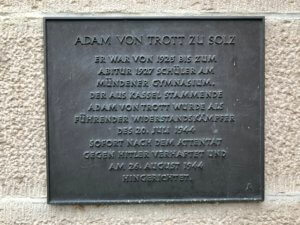 ADAM VON TROTT ZU SOLZ
ER WAR VON 1923 BIS ZUM
ABITUR 1927 SCHÜLER AM
MÜNDENER GYMNASIUM.
DER AUS KASSEL STAMMENDE
ADAM VON TROTT WURDE ALS
FÜHRENDER WIDERSTANDSKÄMPFER
DES 20. JULI 1944
SOFORT NACH DEM ATTENTAT
GEGEN HITLER VERHAFTET UND
AM 26. AUGUST 1944
HINGERICHTET.